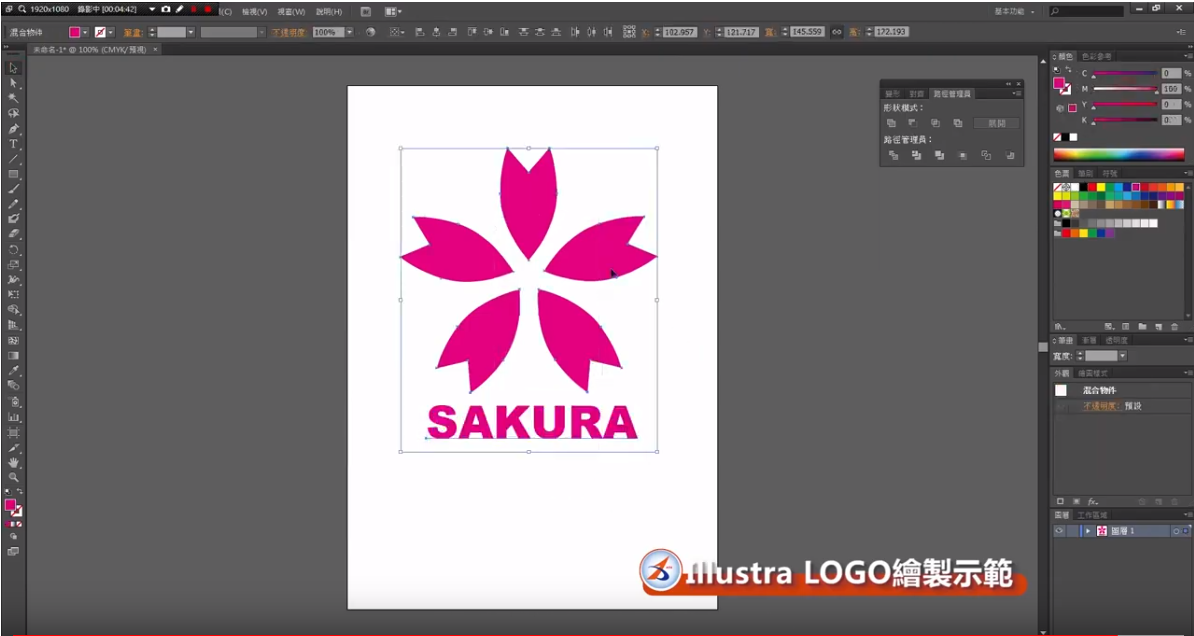 1920x1080 錄影中 [00:04:42]
(C) 檢視(V) 視窗(W) 說明(H)
基本功能
混合物件
筆畫:
不透明度: 100%
X: 102.957
Y: 121.717
寬: 145.559
高: 172.193
未命名-1* @ 100% (CMYK/預視)
變形 對齊 路徑管理員
形狀模式:
展開
路徑管理員:
顏色 色彩參考
C 0 %
M 100 %
Y 0 %
K 0 %
色票 筆刷 符號
筆畫 漸層 透明度
寬度:
外觀 繪圖樣式
混合物件
不透明度: 預設
fx
圖層 工作區域
圖層 1
SAKURA
Illustra LOGO繪製示範